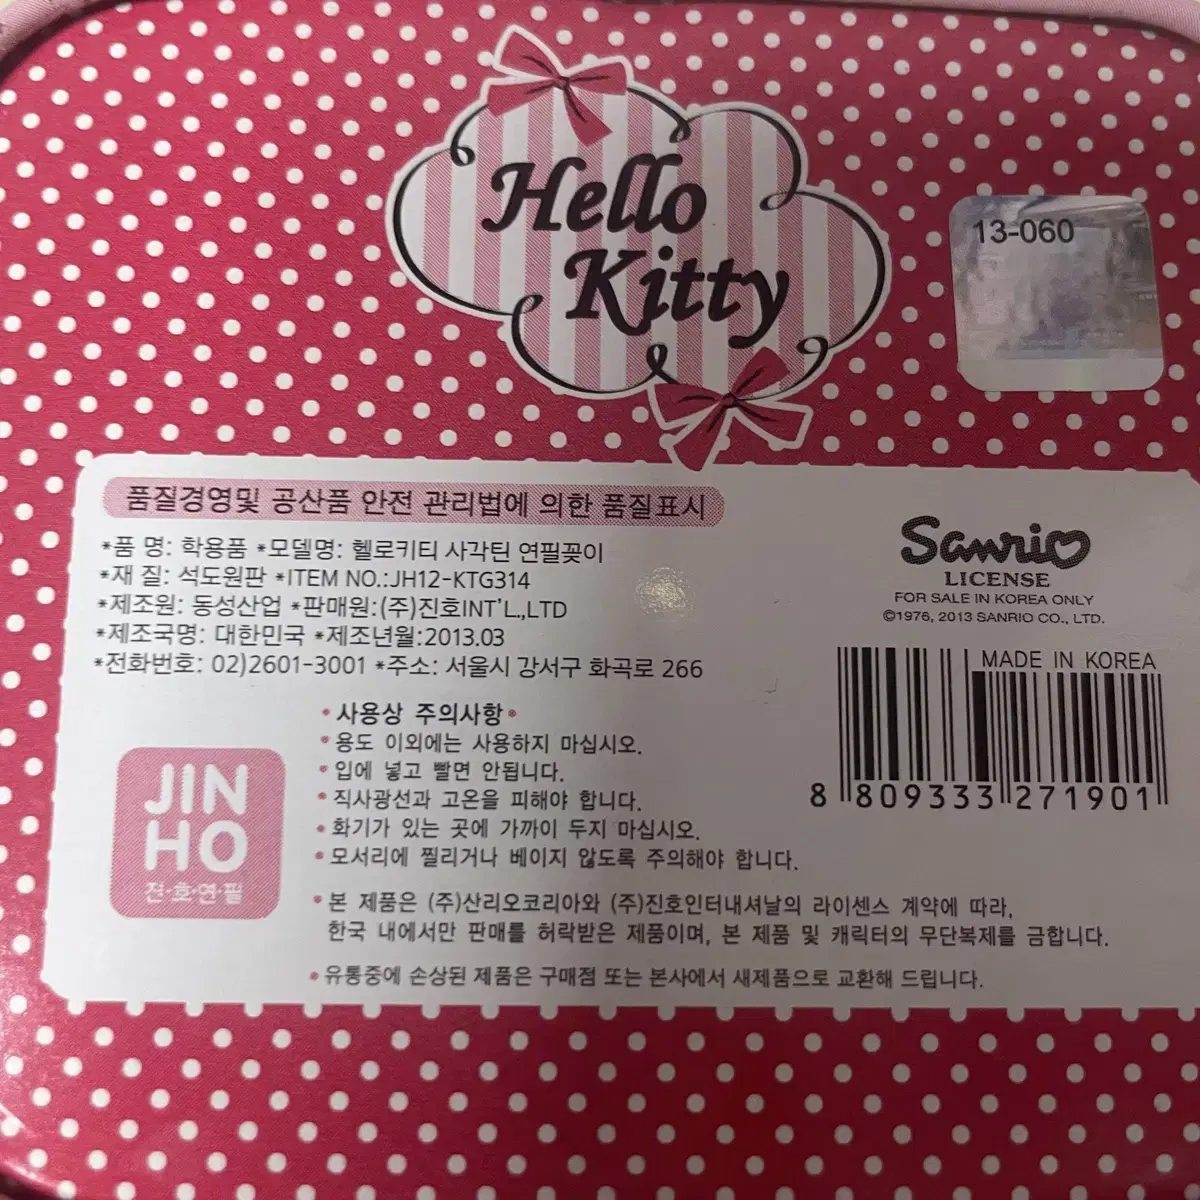 Hello
Kitty
13-060
품질경영및 공산품 안전 관리법에 의한 품질표시
*품 명: 학용품 *모델명: 헬로키티 사각틴 연필꽂이
*재 질: 석도원판 *ITEM NO.:JH12-KTG314
*제조원: 동성산업 *판매원:(주)진호INT'L.,LTD
*제조국명: 대한민국 *제조년월:2013.03
*전화번호: 02)2601-3001 *주소: 서울시 강서구 화곡로 266
Sanrio
LICENSE
FOR SALE IN KOREA ONLY
©1976, 2013 SANRIO CO., LTD.
MADE IN KOREA
8 809333 271901
• 사용상 주의사항 •
• 용도 이외에는 사용하지 마십시오.
• 입에 넣고 빨면 안됩니다.
• 직사광선과 고온을 피해야 합니다.
• 화기가 있는 곳에 가까이 두지 마십시오.
• 모서리에 찔리거나 베이지 않도록 주의해야 합니다.
JIN
HO
진·호·연·필
• 본 제품은 (주)산리오코리아와 (주)진호인터내셔날의 라이센스 계약에 따라,
한국 내에서만 판매를 허락받은 제품이며, 본 제품 및 캐릭터의 무단복제를 금합니다.
• 유통중에 손상된 제품은 구매점 또는 본사에서 새제품으로 교환해 드립니다.